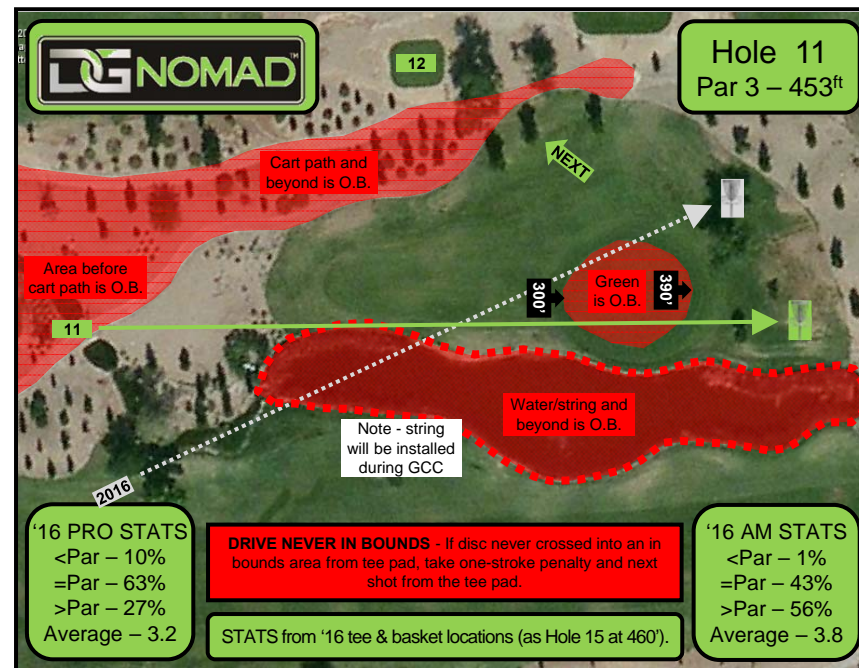 DG NOMAD™
Hole 11
Par 3 – 453ft
12
NEXT
Cart path and
beyond is O.B.
Area before
cart path is O.B.
300'
Green
is O.B.
390'
11
Water/string and
beyond is O.B.
Note - string
will be installed
during GCC
2016
'16 PRO STATS
<Par – 10%
=Par – 63%
>Par – 27%
Average – 3.2
DRIVE NEVER IN BOUNDS - If disc never crossed into an in
bounds area from tee pad, take one-stroke penalty and next
shot from the tee pad.
STATS from '16 tee & basket locations (as Hole 15 at 460').
'16 AM STATS
<Par – 1%
=Par – 43%
>Par – 56%
Average – 3.8